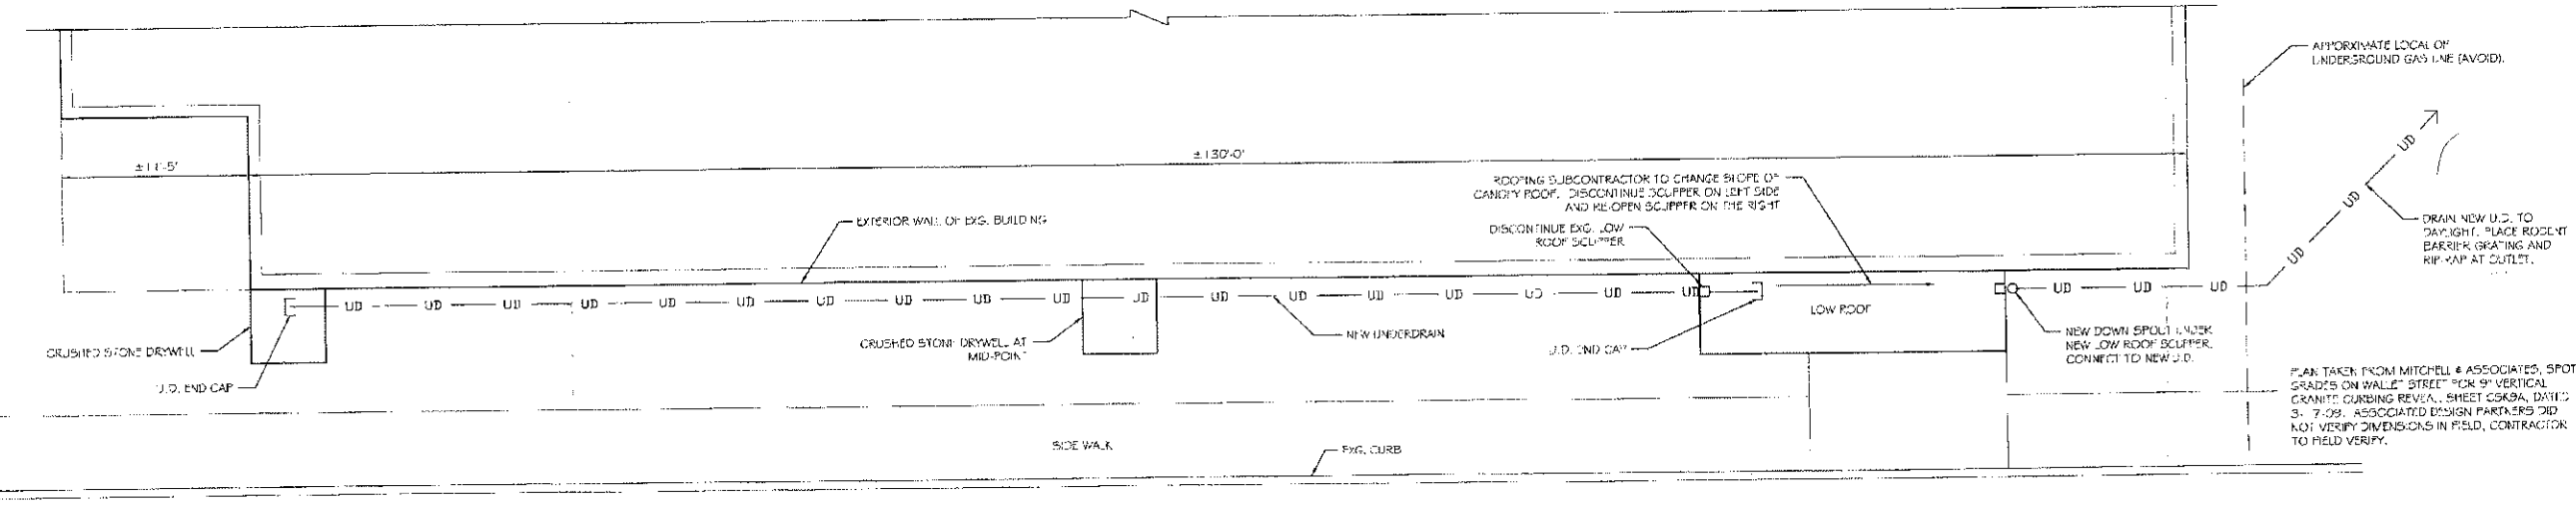 APPORXIMATE LOCAL OF
UNDERGROUND GAS LINE (AVOID).
±130'-0"
ROOFING SUBCONTRACTOR TO CHANGE SLOPE OF
CANOPY ROOF. DISCONTINUE SCUPPER ON LEFT SIDE
AND RE-OPEN SCUPPER ON THE RIGHT
EXTERIOR WALL OF EXG. BUILDING
DISCONTINUE EXG. LOW
ROOF SCUPPER
DRAIN NEW U.D. TO
DAYLIGHT. PLACE RODENT
BARRIER GRATING AND
RIP-RAP AT OUTLET.
UD UD UD UD UD UD UD UD UD UD UD UD UD UD UD UD UD UD UD UD UD UD UD UD
LOW ROOF
CRUSHED STONE DRYWELL
U.D. END CAP
CRUSHED STONE DRYWELL AT
MID-POINT
NEW UNDERDRAIN
U.D. END CAP
NEW DOWN SPOUT UNDER
NEW LOW ROOF SCUPPER.
CONNECT TO NEW U.D.
PLAN TAKEN FROM MITCHELL & ASSOCIATES, SPOT
GRADES ON WALLET STREET FOR 9" VERTICAL
GRANITE CURBING REVEAL, SHEET CSK9A, DATED
ASSOCIATED DESIGN PARTNERS DID
NOT VERIFY DIMENSIONS IN FIELD, CONTRACTOR
TO FIELD VERIFY.
SIDE WALK
EXG. CURB